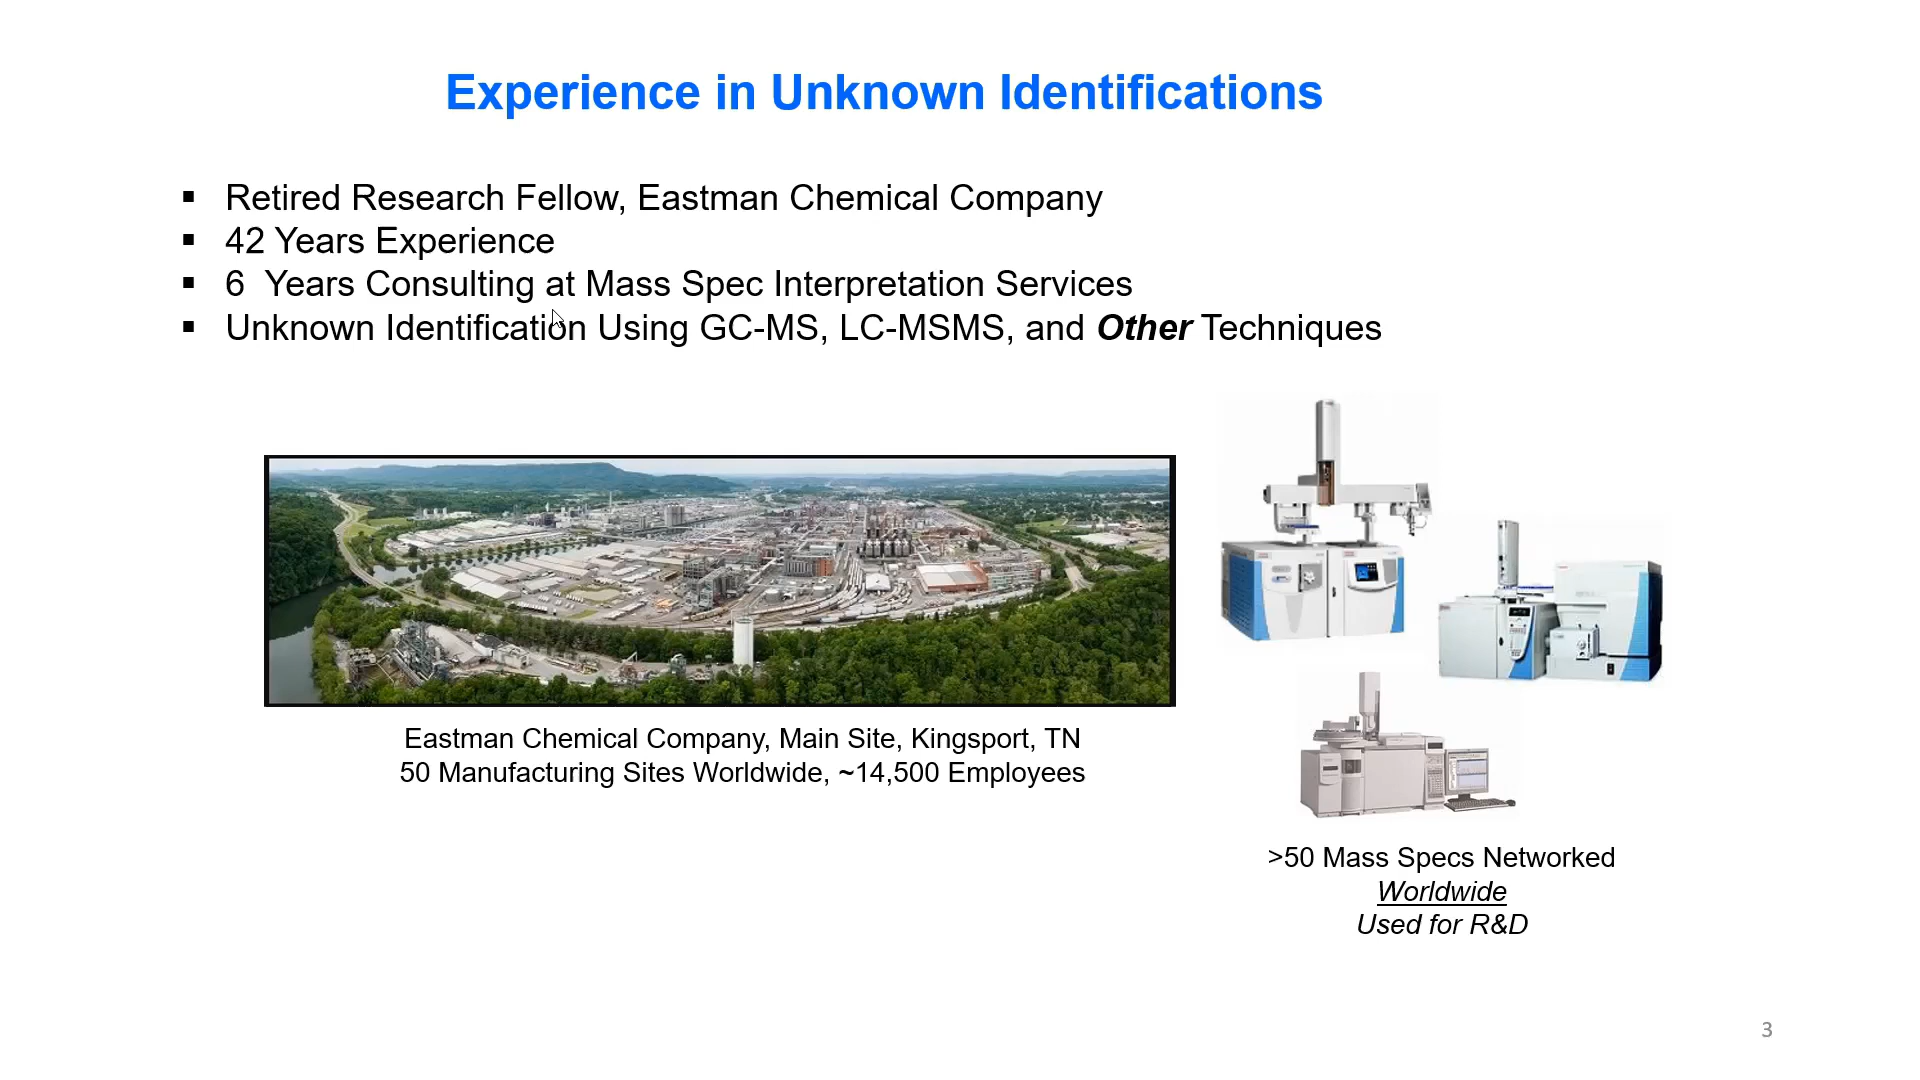 Experience in Unknown Identifications
▪ Retired Research Fellow, Eastman Chemical Company
▪ 42 Years Experience
▪ 6  Years Consulting at Mass Spec Interpretation Services
▪ Unknown Identification Using GC-MS, LC-MSMS, and Other Techniques
Eastman Chemical Company, Main Site, Kingsport, TN
50 Manufacturing Sites Worldwide, ~14,500 Employees
>50 Mass Specs Networked
Worldwide
Used for R&D
3